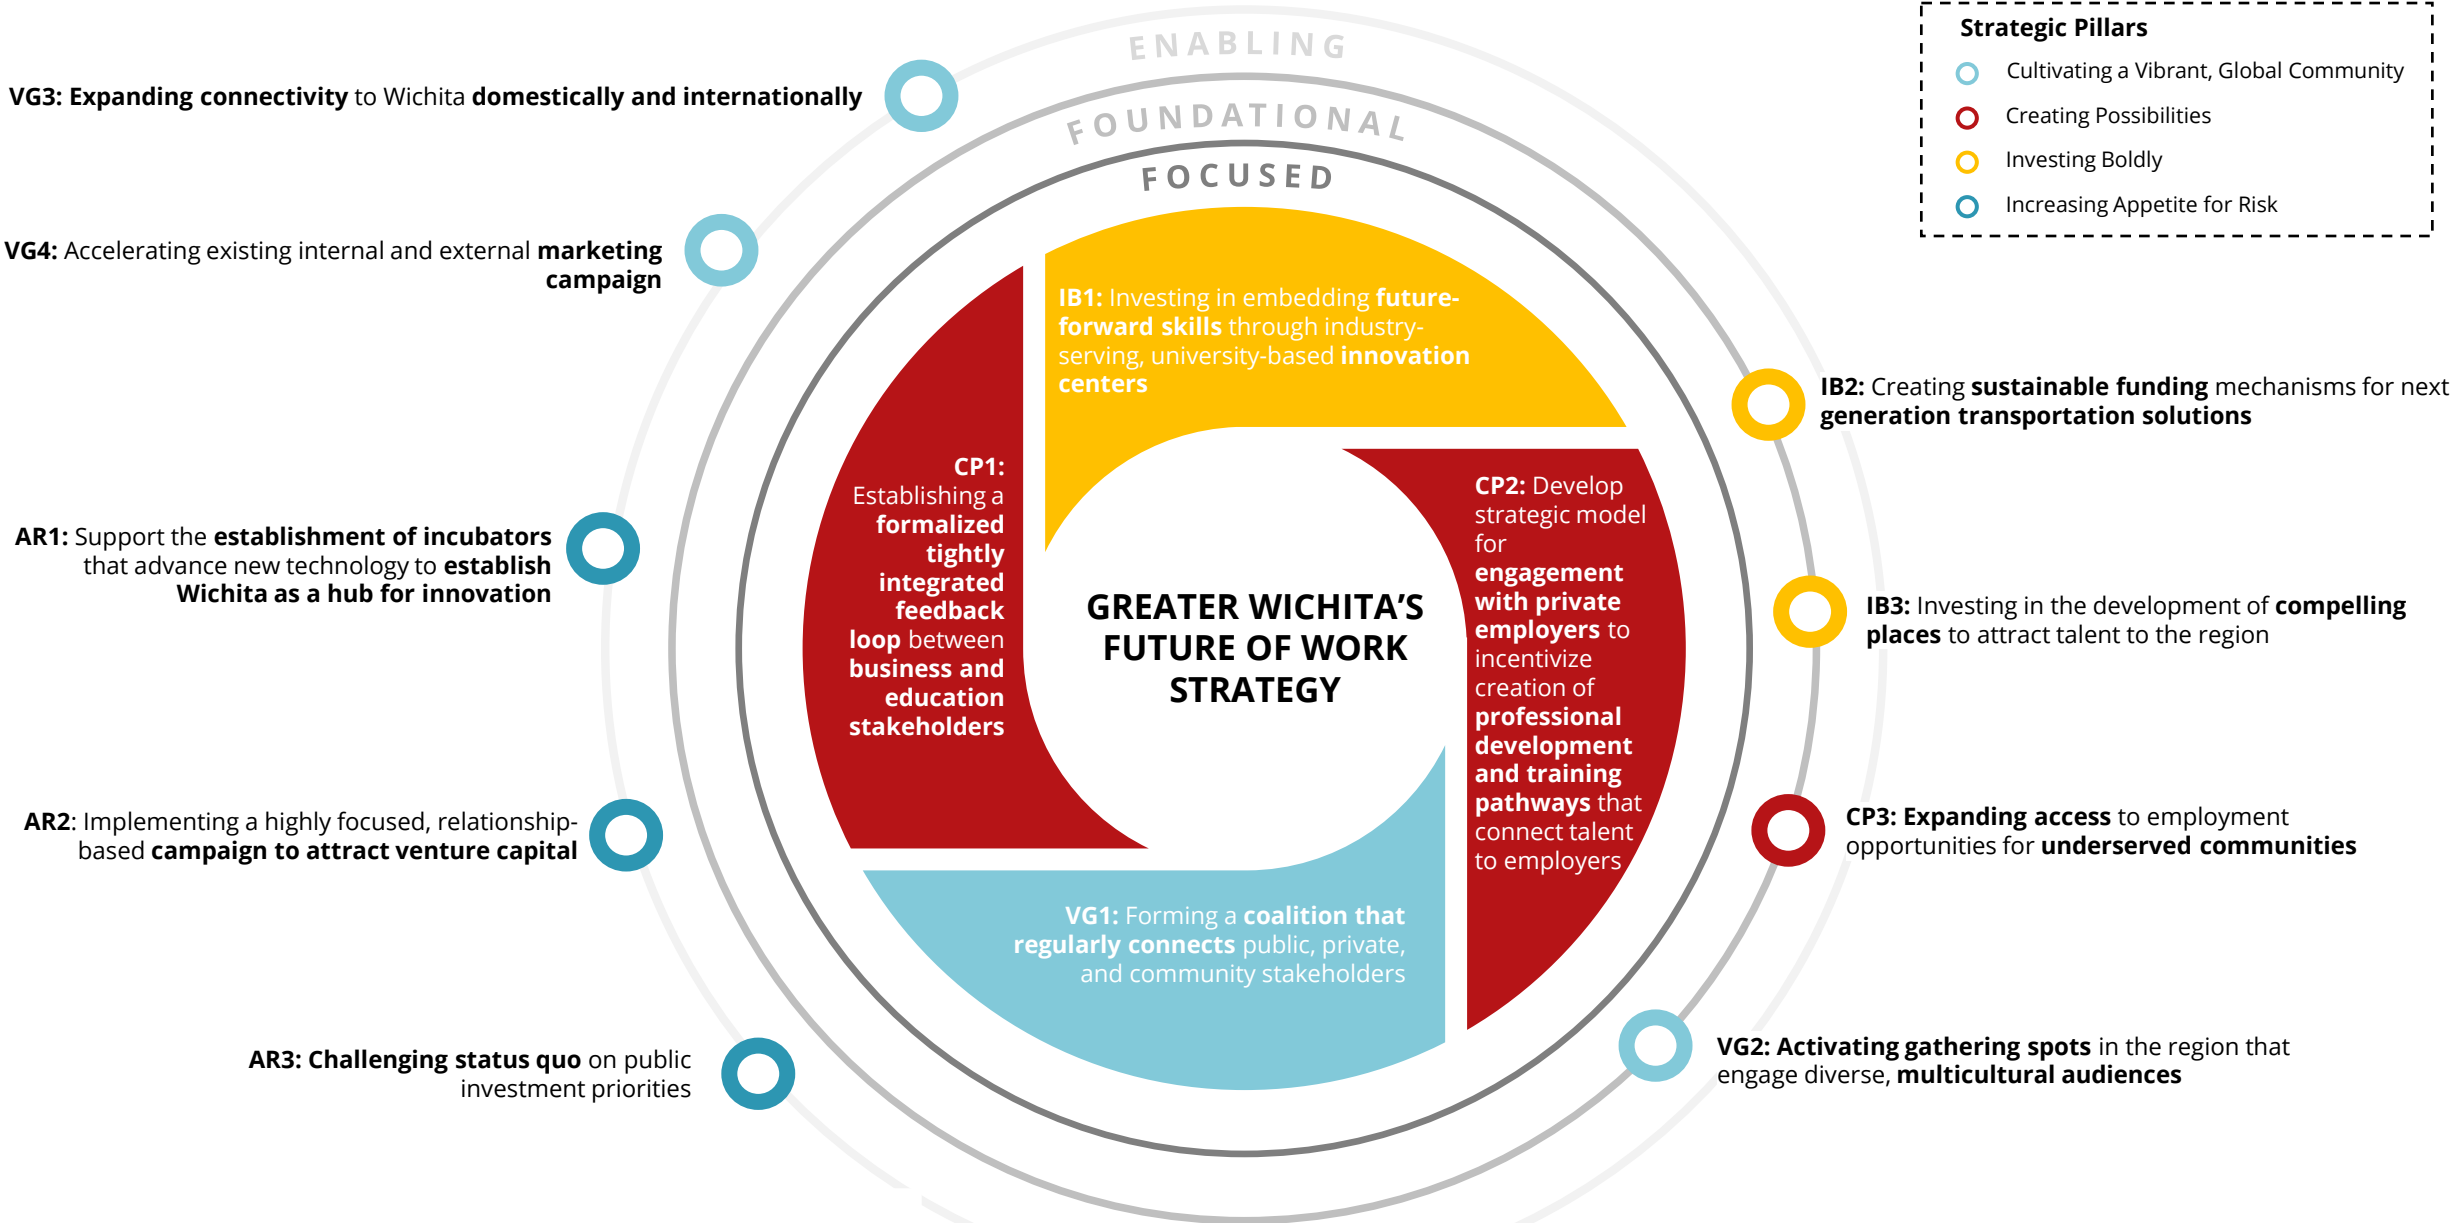 ENABLING
FOUNDATIONAL
FOCUSED
Strategic Pillars
Cultivating a Vibrant, Global Community
Creating Possibilities
Investing Boldly
Increasing Appetite for Risk
VG3: Expanding connectivity to Wichita domestically and internationally
VG4: Accelerating existing internal and external marketing
campaign
AR1: Support the establishment of incubators
that advance new technology to establish
Wichita as a hub for innovation
AR2: Implementing a highly focused, relationship-
based campaign to attract venture capital
AR3: Challenging status quo on public
investment priorities
IB1: Investing in embedding future-
forward skills through industry-
serving, university-based innovation
centers
CP1:
Establishing a
formalized
tightly
integrated
feedback
loop between
business and
education
stakeholders
GREATER WICHITA’S
FUTURE OF WORK
STRATEGY
CP2: Develop
strategic model
for
engagement
with private
employers to
incentivize
creation of
professional
development
and training
pathways that
connect talent
to employers
VG1: Forming a coalition that
regularly connects public, private,
and community stakeholders
IB2: Creating sustainable funding mechanisms for next
generation transportation solutions
IB3: Investing in the development of compelling
places to attract talent to the region
CP3: Expanding access to employment
opportunities for underserved communities
VG2: Activating gathering spots in the region that
engage diverse, multicultural audiences